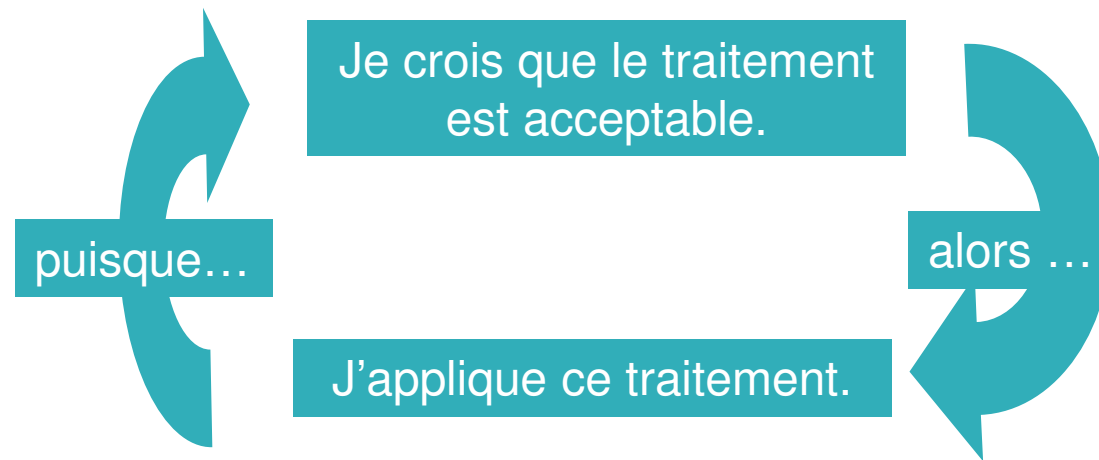 Je crois que le traitement
est acceptable.
puisque…
alors …
J’applique ce traitement.